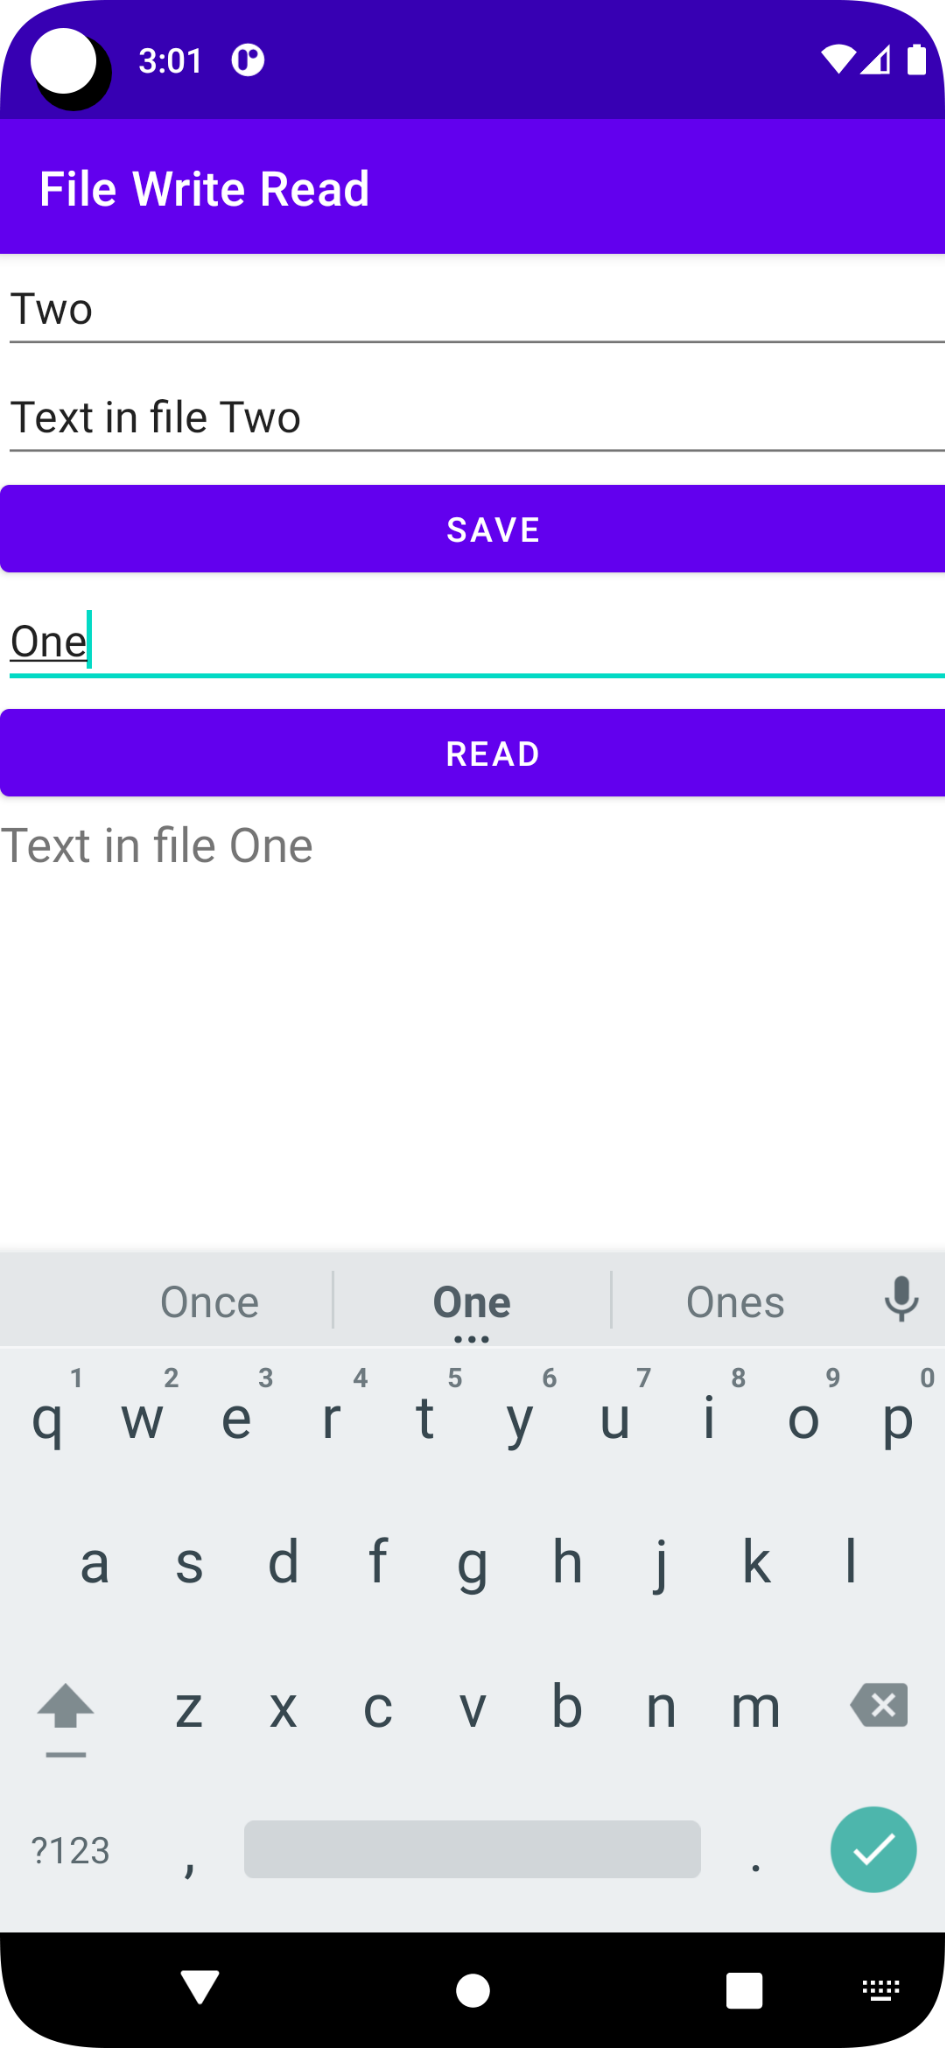 3:01
File Write Read
Two
Text in file Two
SAVE
One
READ
Text in file One
Once One Ones
1 2 3 4 5 6 7 8 9 0
q w e r t y u i o p
a s d f g h j k l
z x c v b n m
?123 , .